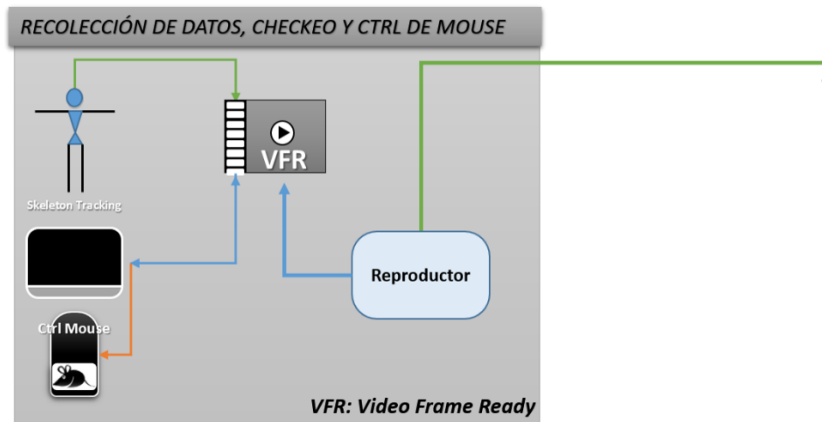 RECOLECCIÓN DE DATOS, CHECKEO Y CTRL DE MOUSE
VFR
Skeleton Tracking
Reproductor
Ctrl Mouse
VFR: Video Frame Ready